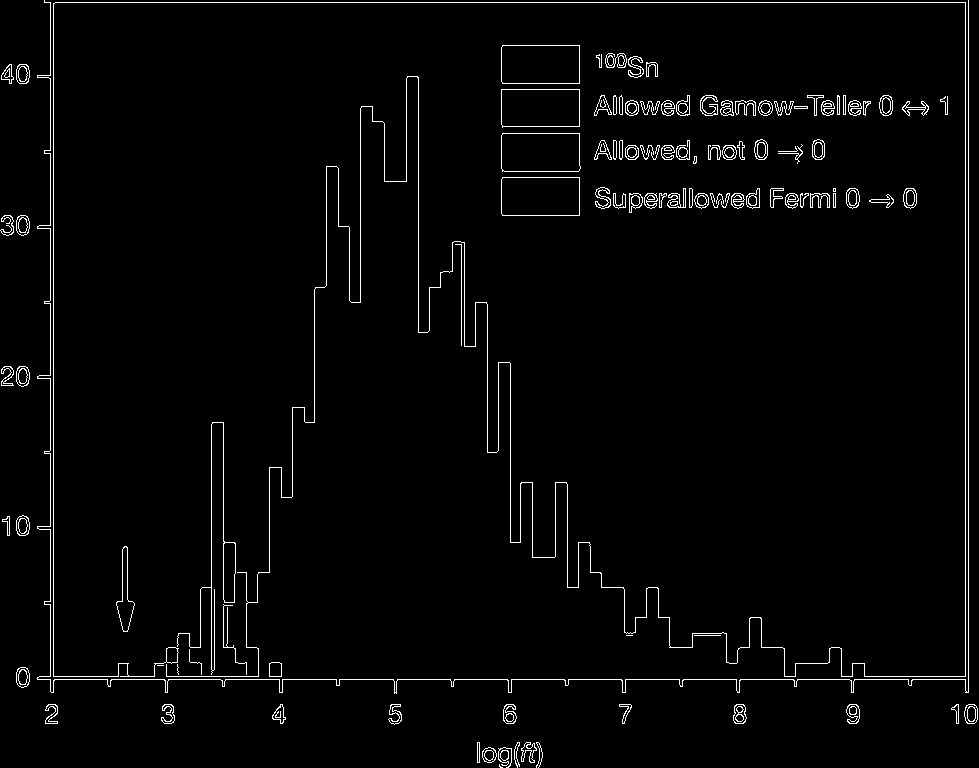 40
30
20
10
0
¹⁰⁰Sn
Allowed Gamow–Teller 0 ↔ 1
Allowed, not 0 → 0
Superallowed Fermi 0 → 0
2 3 4 5 6 7 8 9 10
log(ft)